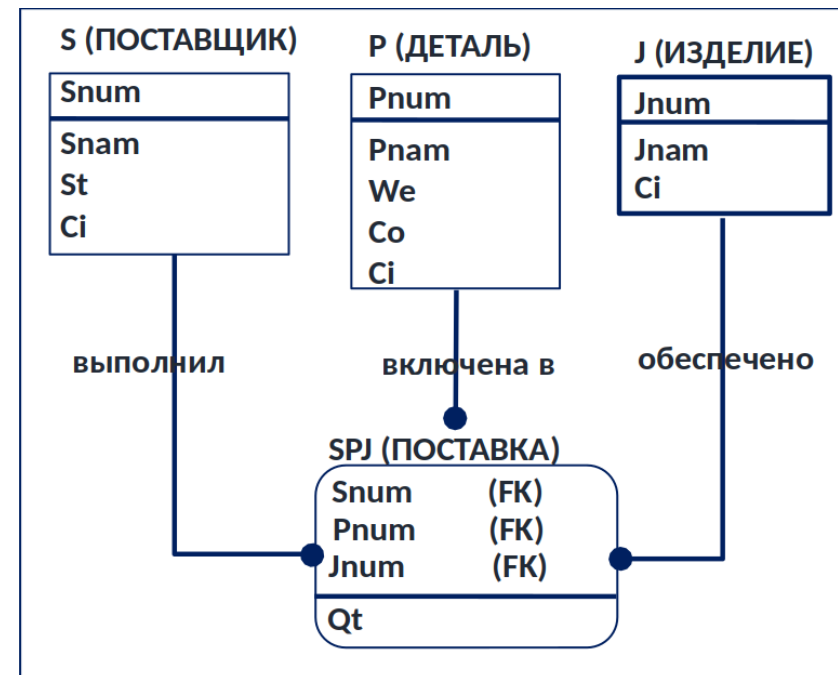 S (ПОСТАВЩИК)
Snum
Snam
St
Ci
P (ДЕТАЛЬ)
Pnum
Pnam
We
Co
Ci
J (ИЗДЕЛИЕ)
Jnum
Jnam
Ci
выполнил
включена в
обеспечено
SPJ (ПОСТАВКА)
Snum (FK)
Pnum (FK)
Jnum (FK)
Qt